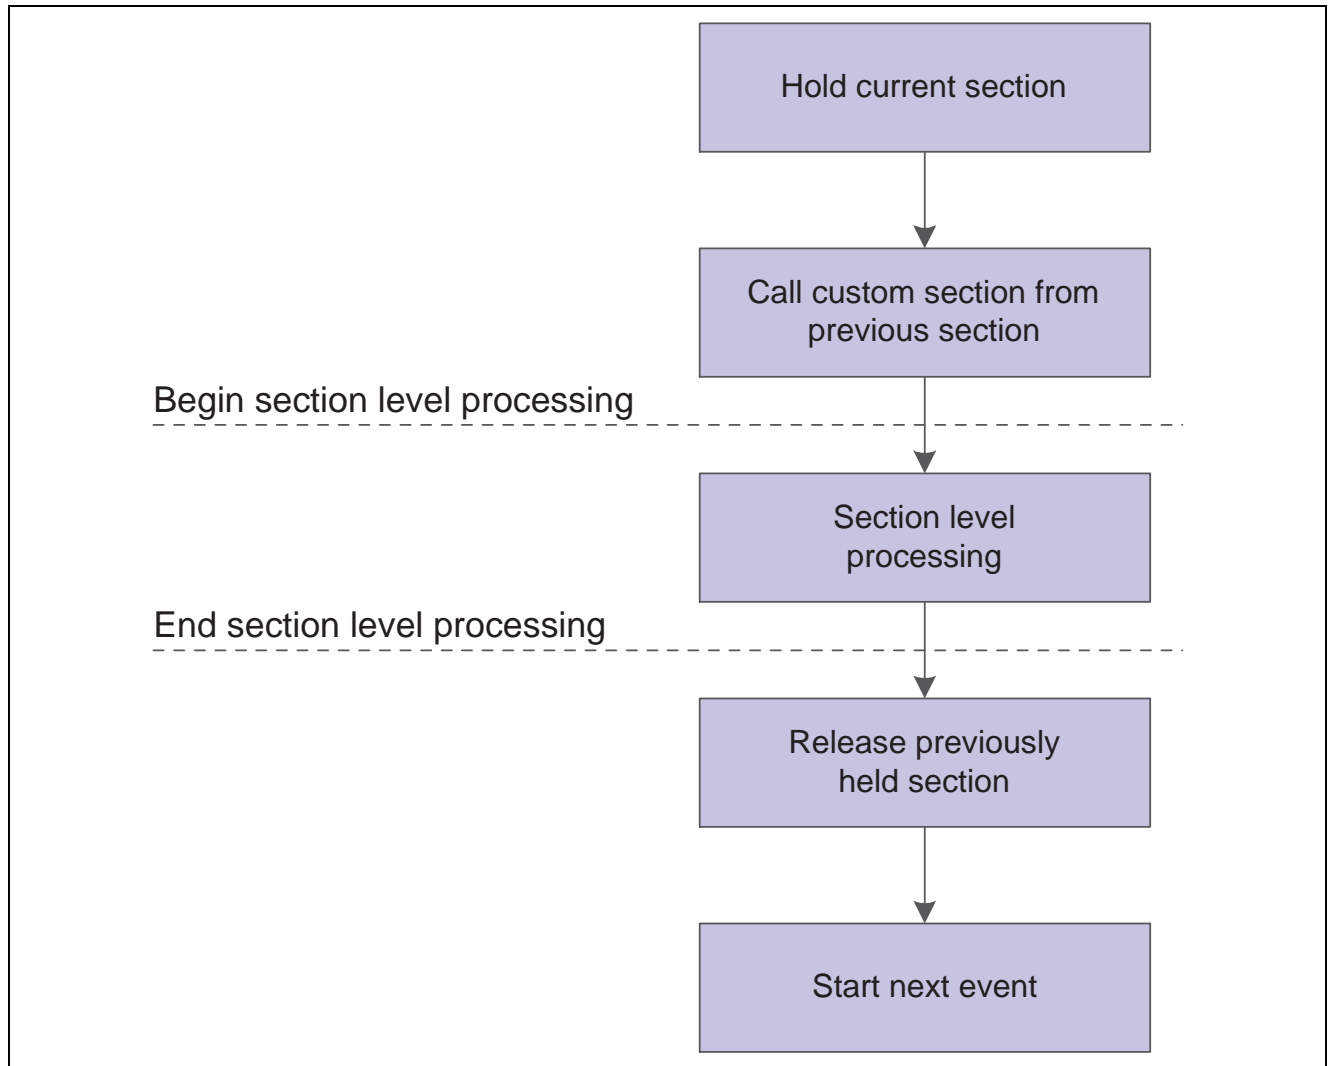 Hold current section
Call custom section from
previous section
Begin section level processing
Section level
processing
End section level processing
Release previously
held section
Start next event